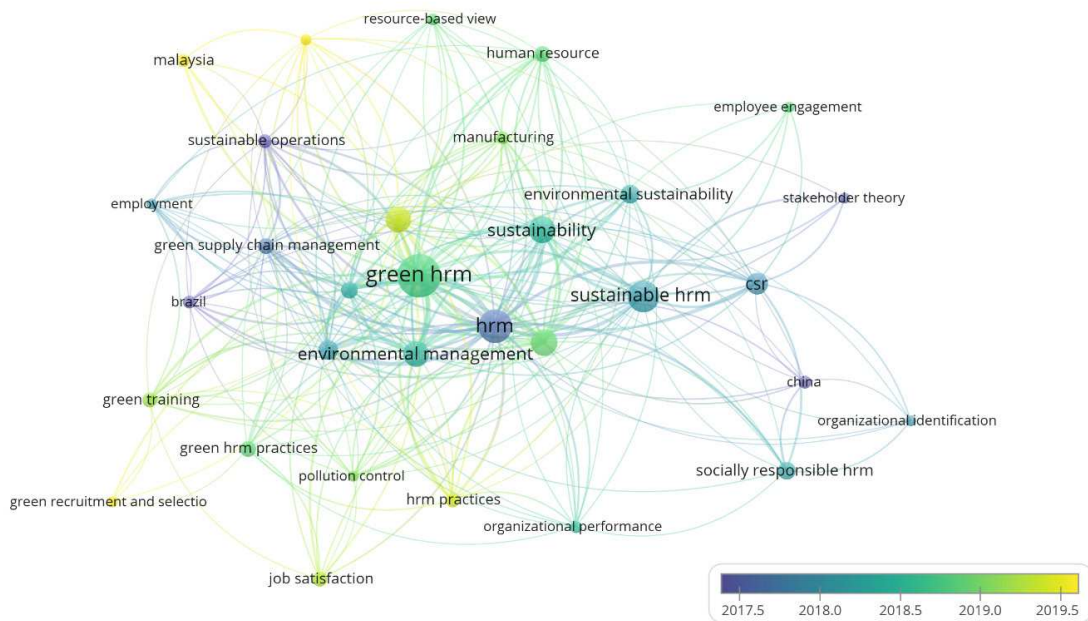 resource-based view
human resource
malaysia
employee engagement
manufacturing
sustainable operations
environmental sustainability
stakeholder theory
employment
sustainability
green supply chain management
green hrm
csr
sustainable hrm
brazil
hrm
environmental management
china
green training
organizational identification
green hrm practices
socially responsible hrm
pollution control
green recruitment and selectio
hrm practices
organizational performance
job satisfaction
2017.5 2018.0 2018.5 2019.0 2019.5